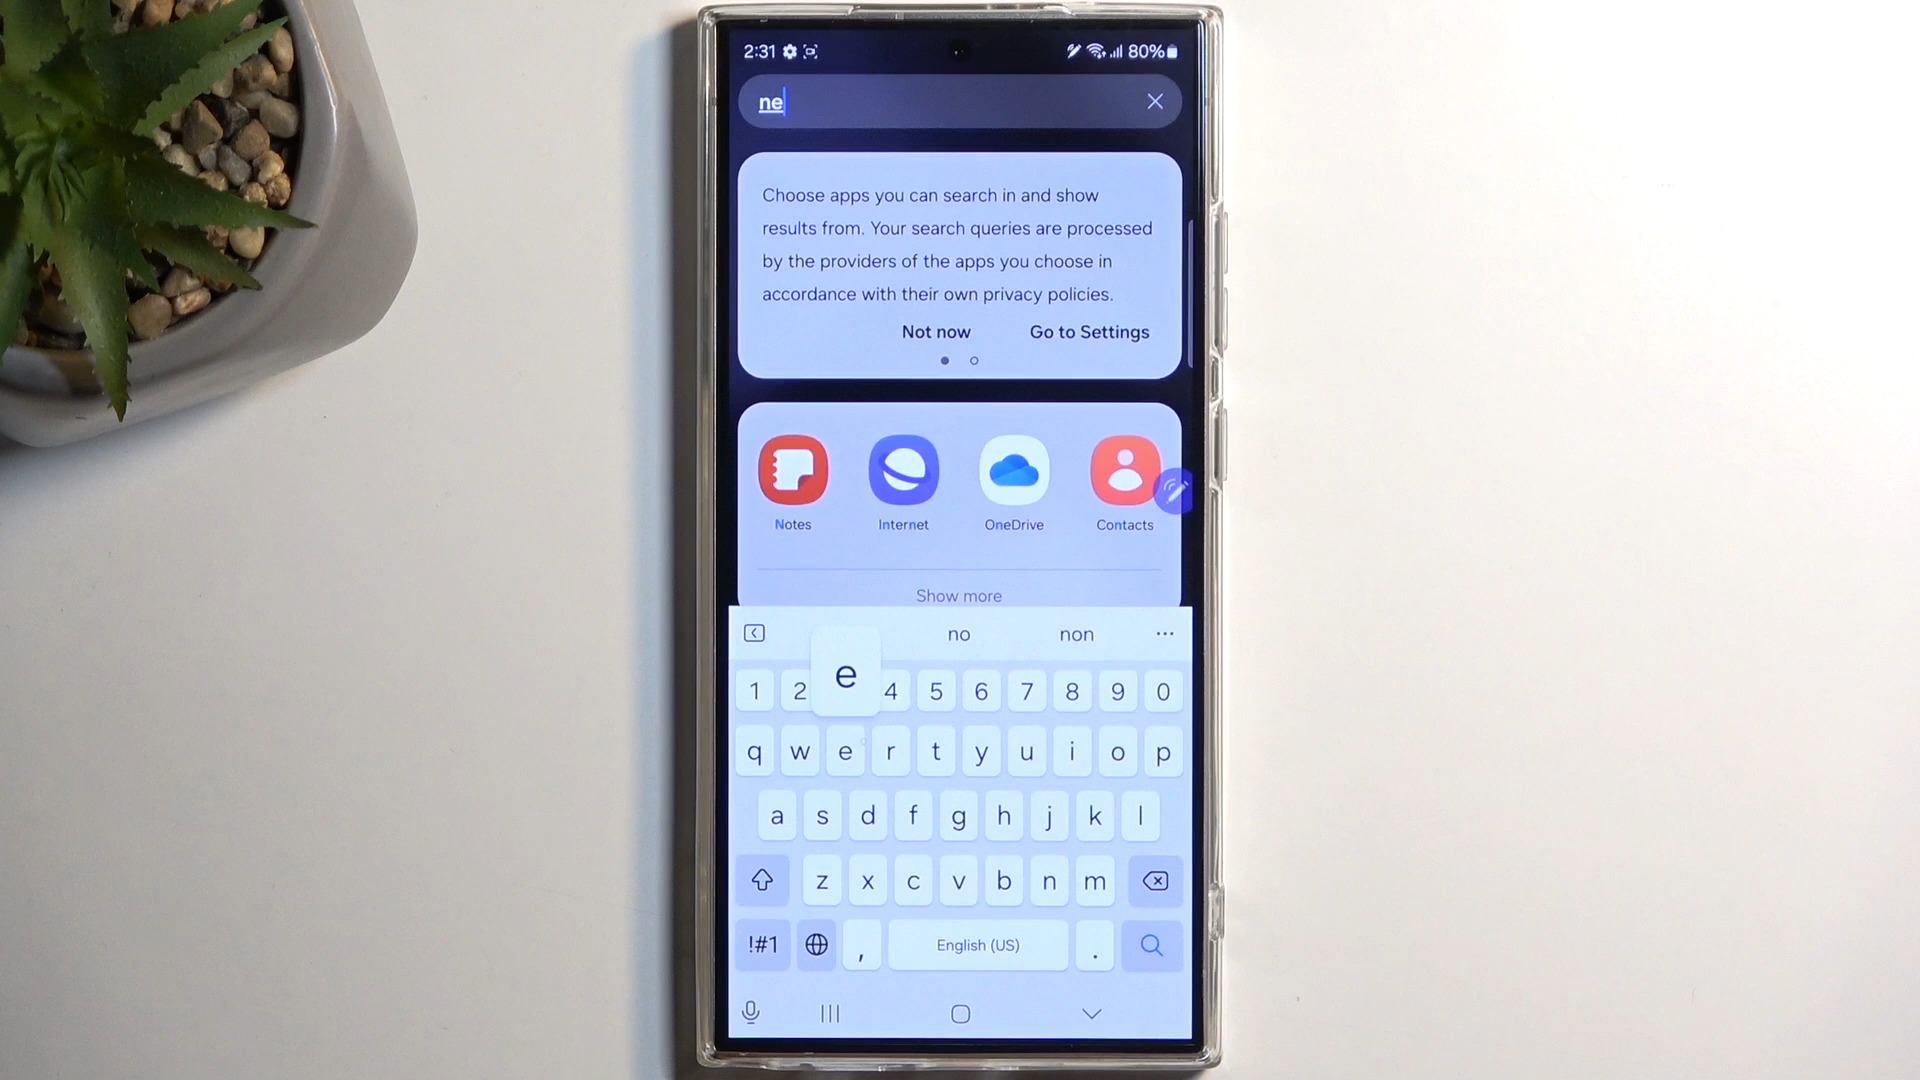 2:31 80%
ne
Choose apps you can search in and show
results from. Your search queries are processed
by the providers of the apps you choose in
accordance with their own privacy policies.
Not now Go to Settings
Notes Internet OneDrive Contacts
Show more
no non ...
e
1 2 4 5 6 7 8 9 0
q w e r t y u i o p
a s d f g h j k l
z x c v b n m
!#1 , English (US) .